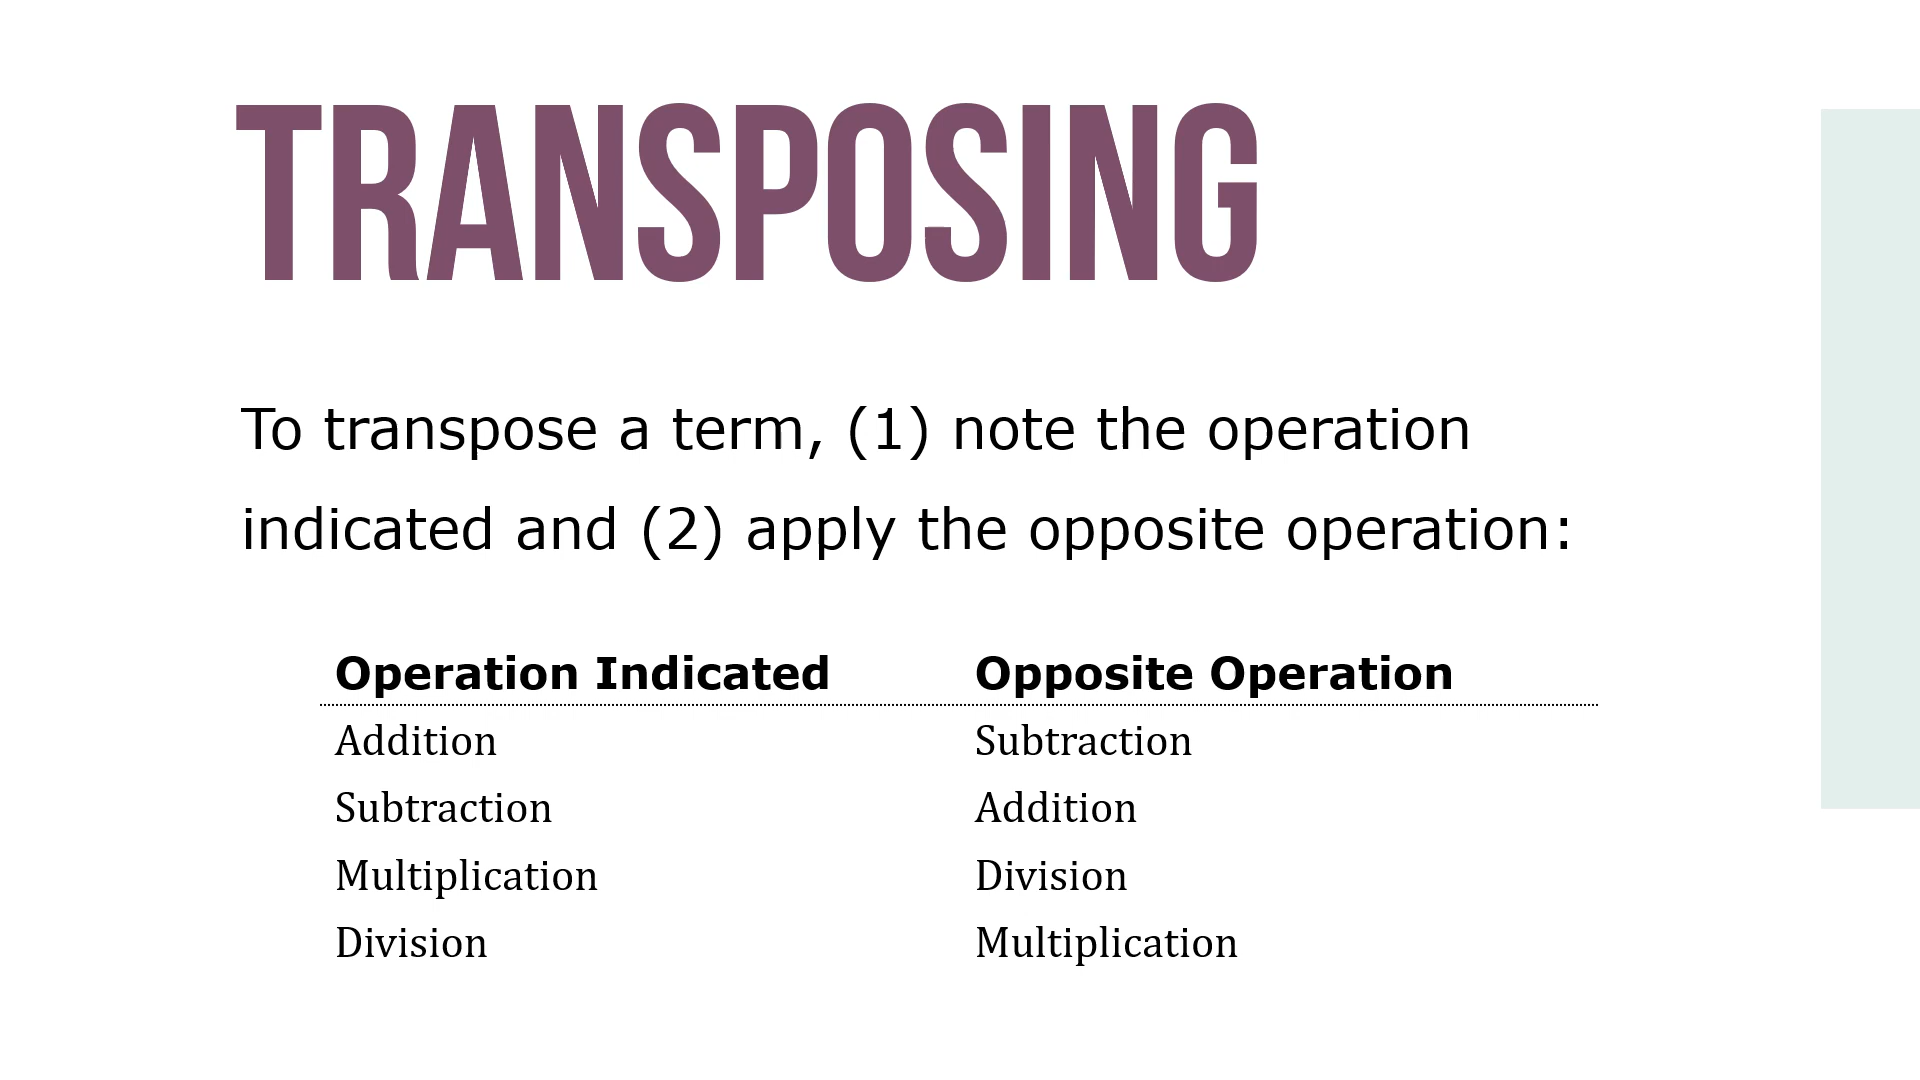 TRANSPOSING
To transpose a term, (1) note the operation
indicated and (2) apply the opposite operation:
Operation Indicated Opposite Operation
Addition Subtraction
Subtraction Addition
Multiplication Division
Division Multiplication